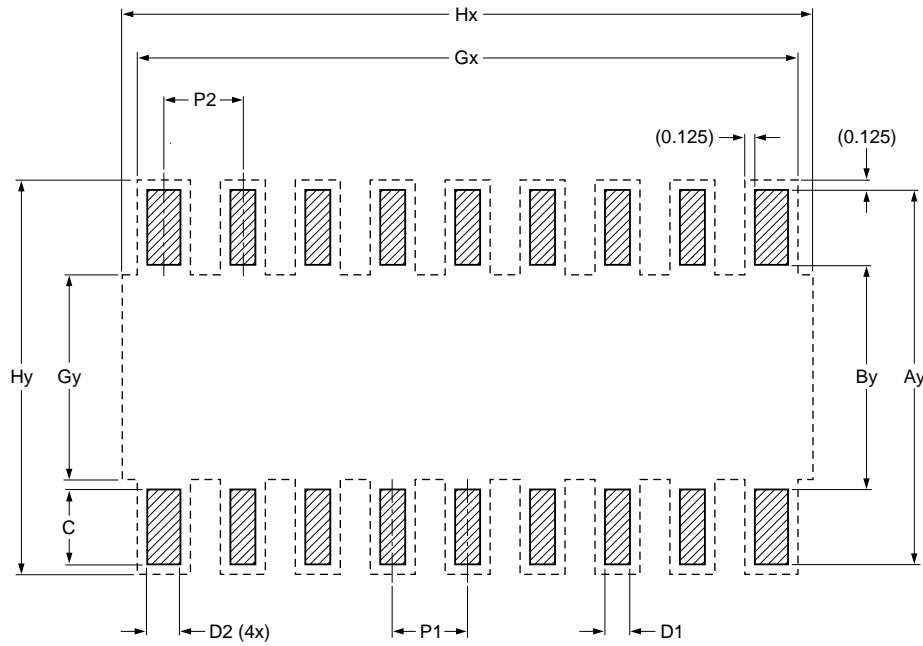 Hx
Gx
P2
(0.125)
(0.125)
Hy
Gy
By
Ay
C
D2 (4x)
P1
D1